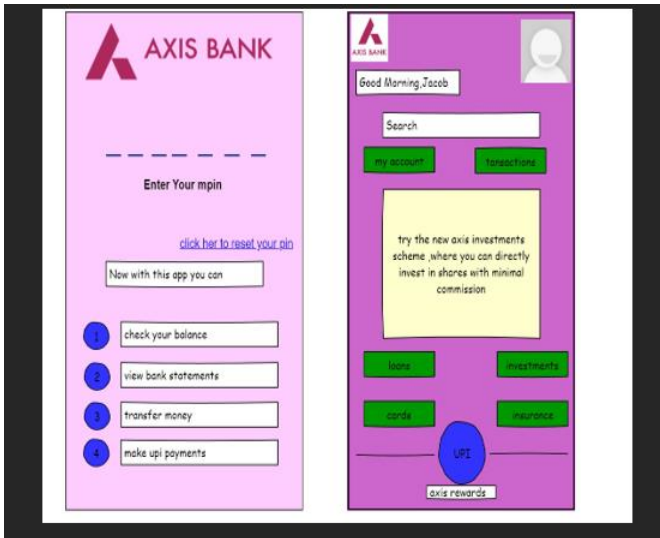 AXIS BANK
Enter Your mpin
click her to reset your pin
Now with this app you can
1 check your balance
2 view bank statements
3 transfer money
4 make upi payments
AXIS BANK
Good Morning,Jacob
Search
my account
tansactions
try the new axis investments
scheme ,where you can directly
invest in shares with minimal
commission
loans
investments
cards
insurance
UPI
axis rewards